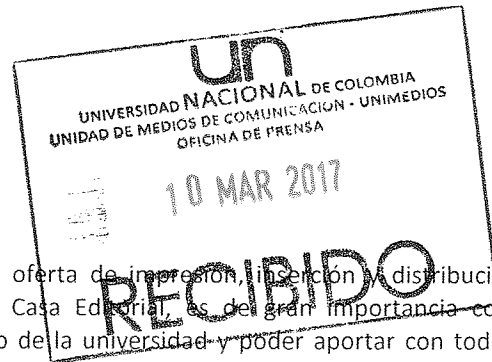 un
UNIVERSIDAD NACIONAL DE COLOMBIA
UNIDAD DE MEDIOS DE COMUNICACION - UNIMEDIOS
OFICINA DE PRENSA
10 MAR 2017
RECIBIDO
oferta de impresión, inserción y distribuci
Casa Editorial, es de gran importancia co
o de la universidad y poder aportar con tod